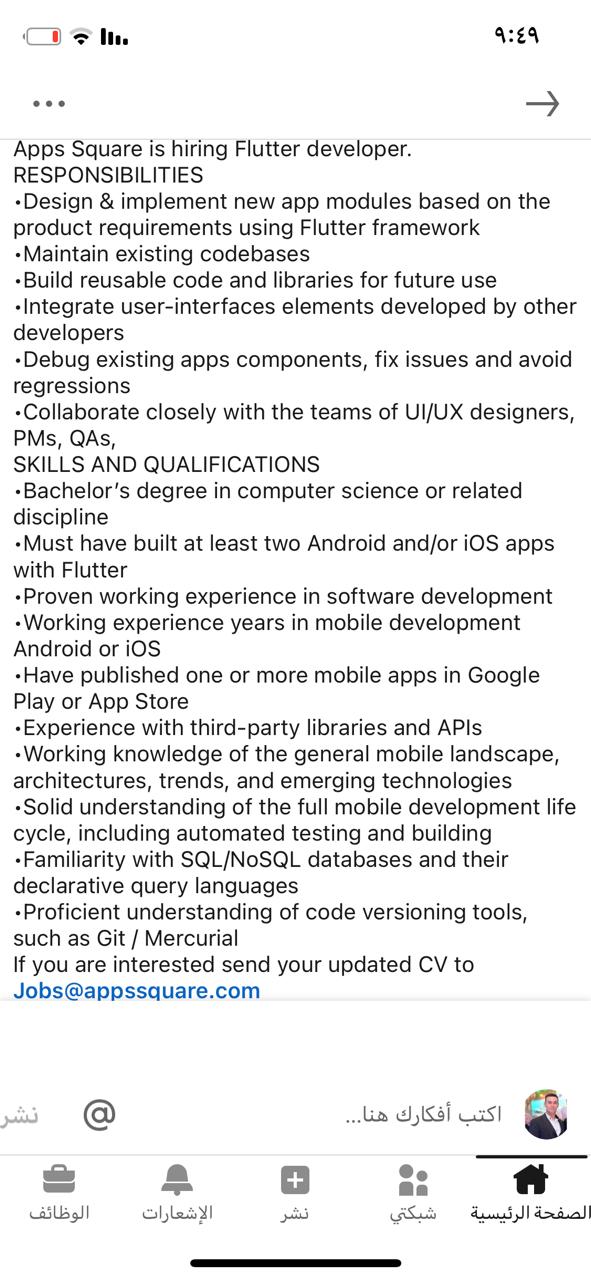 ٩:٤٩
Apps Square is hiring Flutter developer.
RESPONSIBILITIES
•Design & implement new app modules based on the
product requirements using Flutter framework
•Maintain existing codebases
•Build reusable code and libraries for future use
•Integrate user-interfaces elements developed by other
developers
•Debug existing apps components, fix issues and avoid
regressions
•Collaborate closely with the teams of UI/UX designers,
PMs, QAs,
SKILLS AND QUALIFICATIONS
•Bachelor's degree in computer science or related
discipline
•Must have built at least two Android and/or iOS apps
with Flutter
•Proven working experience in software development
•Working experience years in mobile development
Android or iOS
•Have published one or more mobile apps in Google
Play or App Store
•Experience with third-party libraries and APIs
•Working knowledge of the general mobile landscape,
architectures, trends, and emerging technologies
•Solid understanding of the full mobile development life
cycle, including automated testing and building
•Familiarity with SQL/NoSQL databases and their
declarative query languages
•Proficient understanding of code versioning tools,
such as Git / Mercurial
If you are interested send your updated CV to
Jobs@appssquare.com
اكتب أفكارك هنا... @ نشر
الصفحة الرئيسية شبكتي نشر الإشعارات الوظائف